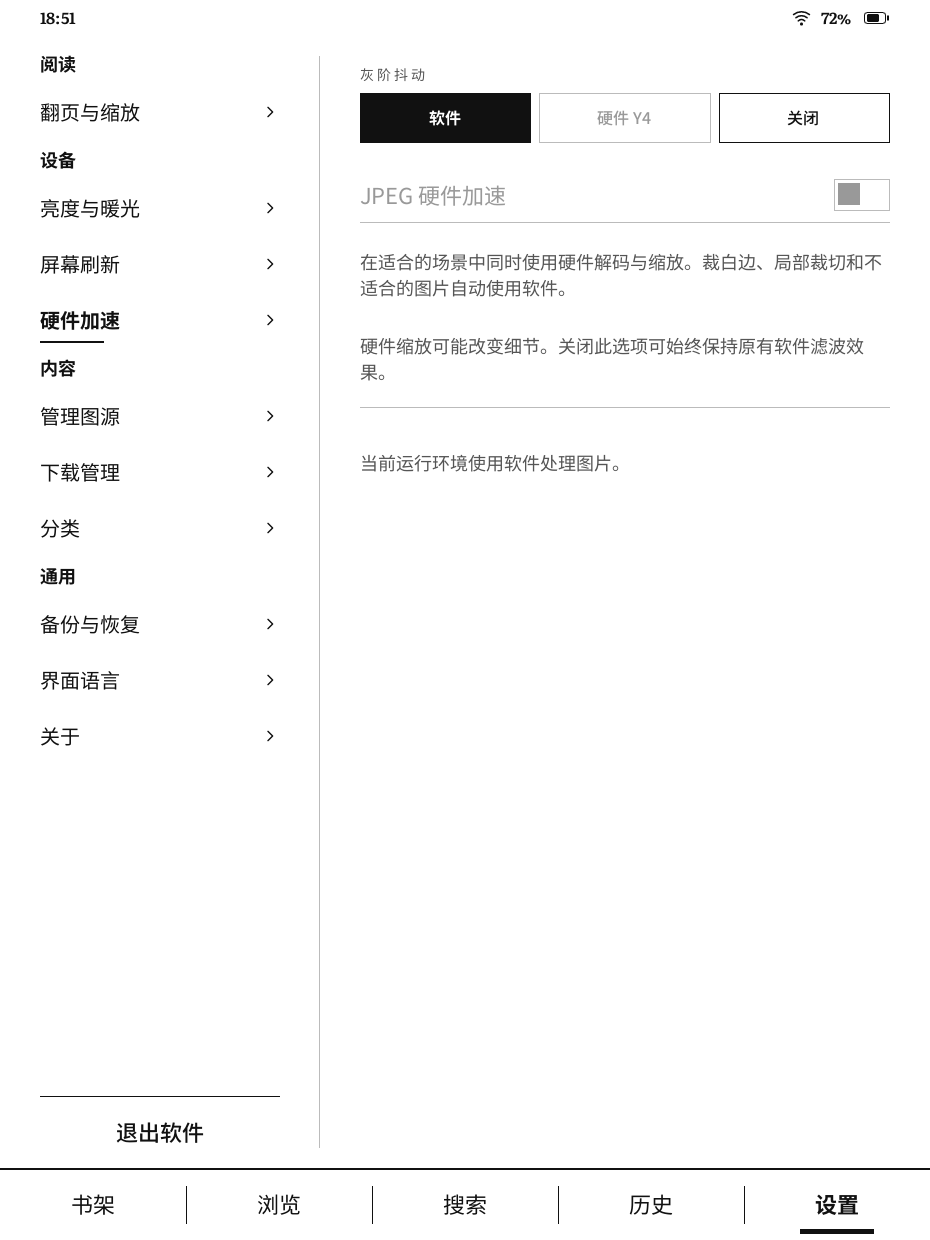 18:51
72%
阅读
翻页与缩放
设备
亮度与暖光
屏幕刷新
硬件加速
内容
管理图源
下载管理
分类
通用
备份与恢复
界面语言
关于
退出软件
灰阶抖动
软件
硬件 Y4
关闭
JPEG 硬件加速
在适合的场景中同时使用硬件解码与缩放。裁白边、局部裁切和不
适合的图片自动使用软件。
硬件缩放可能改变细节。关闭此选项可始终保持原有软件滤波效
果。
当前运行环境使用软件处理图片。
书架
浏览
搜索
历史
设置